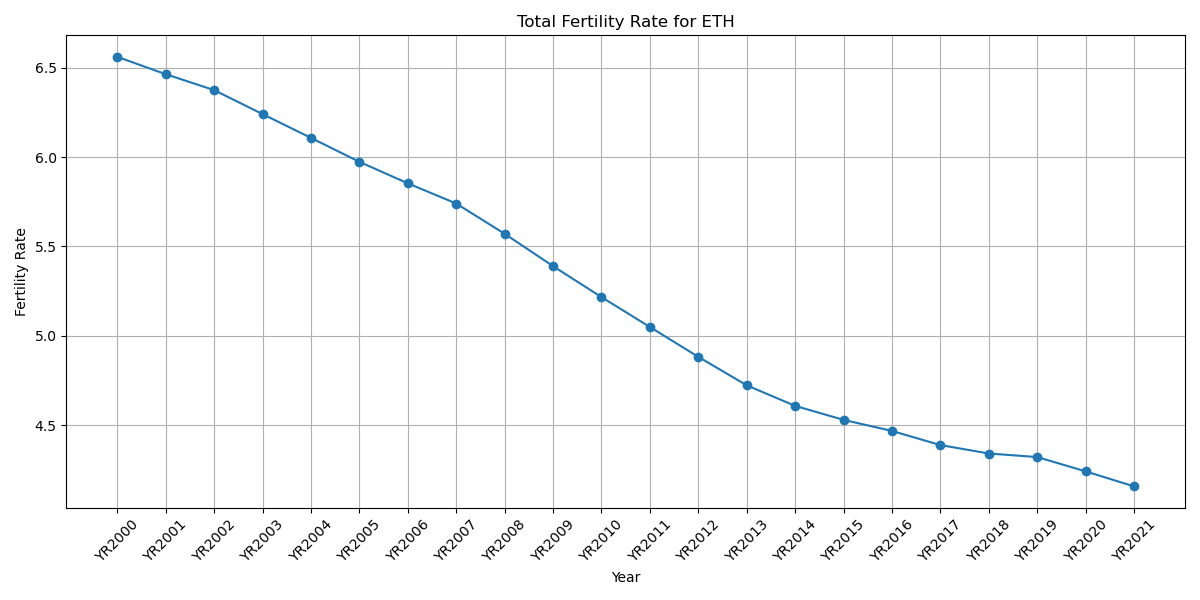 Total Fertility Rate for ETH
Fertility Rate
6.5
6.0
5.5
5.0
4.5
YR2000
YR2001
YR2002
YR2003
YR2004
YR2005
YR2006
YR2007
YR2008
YR2009
YR2010
YR2011
YR2012
YR2013
YR2014
YR2015
YR2016
YR2017
YR2018
YR2019
YR2020
YR2021
Year